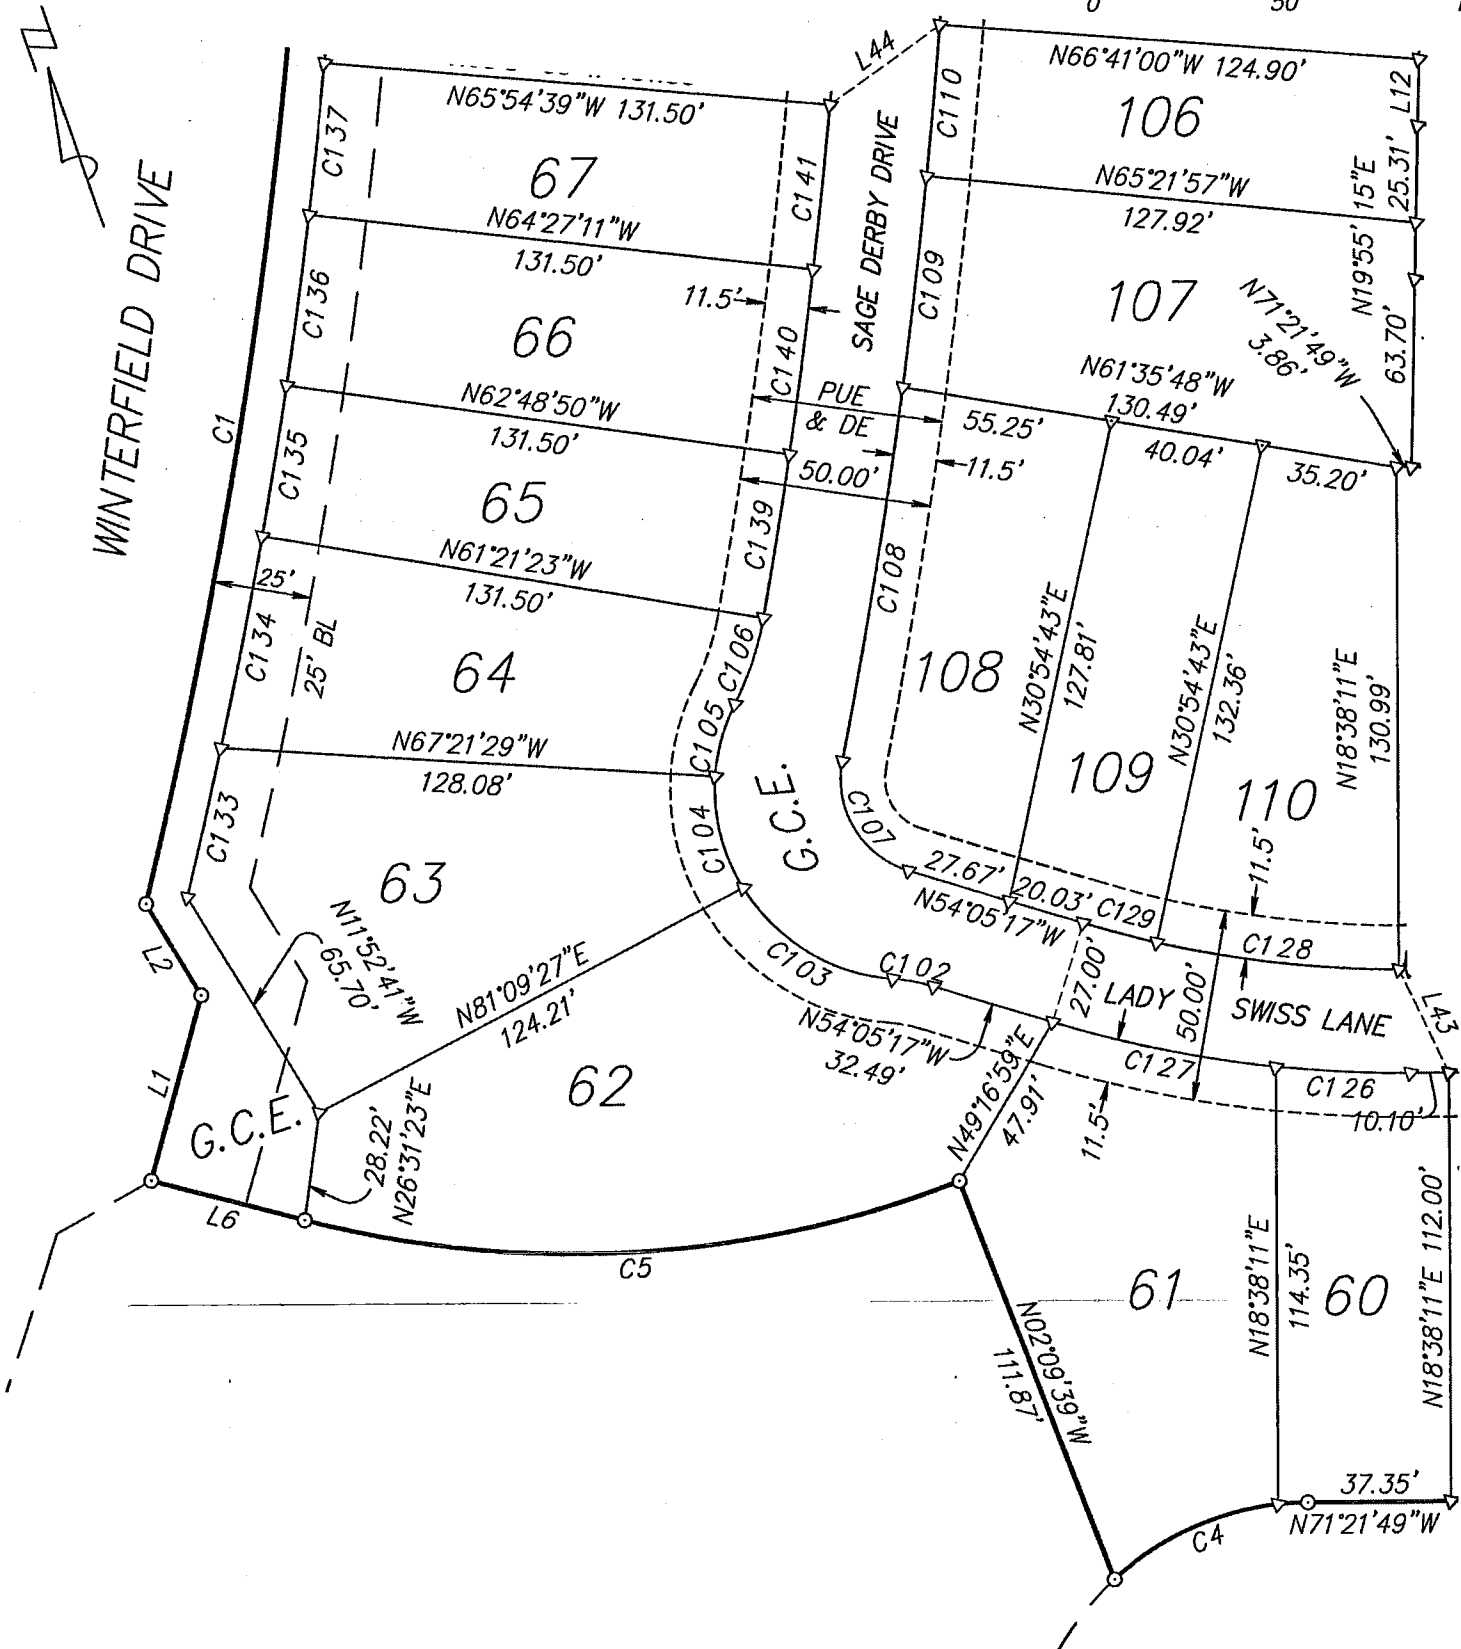 0 50
L44
N66°41'00"W 124.90'
L12
C110
106
25.31'
N19°55'15"E
N65°54'39"W 131.50'
C137
67
C141
SAGE DERBY DRIVE
N65°21'57"W
127.92'
N64°27'11"W
131.50'
WINTERFIELD DRIVE
C136
66
11.5'
C140
C109
107
N71°21'49"W
3.86'
63.70'
N62°48'50"W
131.50'
PUE
& DE
N61°35'48"W
130.49'
55.25'
40.04'
35.20'
C1
C135
65
50.00'
11.5'
C139
N61°21'23"W
131.50'
25'
25' BL
C134
64
C106
C108
108
N30°54'43"E
127.81'
N30°54'43"E
132.36'
N18°38'11"E
130.99'
C105
N67°21'29"W
128.08'
109
110
G.C.E.
C133
63
C104
C107
11.5'
27.67'
20.03'
C129
N54°05'17"W
C128
L2
N11°52'41"W
65.70'
N81°09'27"E
124.21'
C103
C102
27.00'
LADY
50.00'
SWISS LANE
L43
N54°05'17"W
32.49'
C127
C126
10.10'
L1
G.C.E.
62
N49°16'59"E
47.91'
11.5'
28.22'
N26°31'23"E
L6
C5
61
N18°38'11"E
114.35'
60
N18°38'11"E 112.00'
N02°09'39"W
111.87'
37.35'
N71°21'49"W
C4